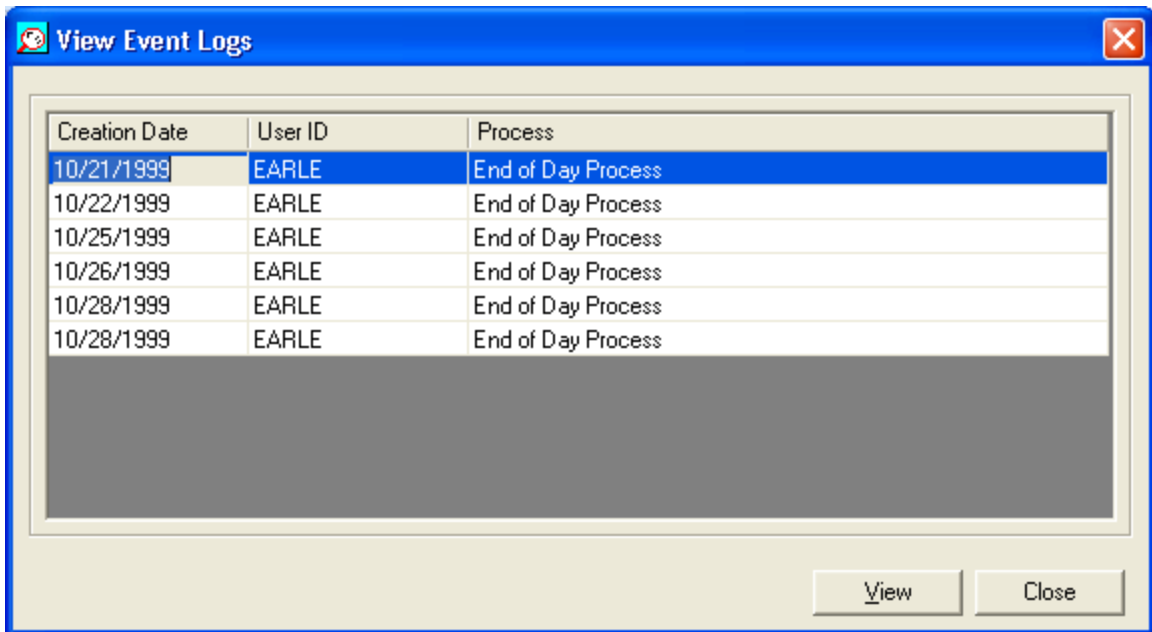 View Event Logs
Creation Date User ID Process
10/21/1999 EARLE End of Day Process
10/22/1999 EARLE End of Day Process
10/25/1999 EARLE End of Day Process
10/26/1999 EARLE End of Day Process
10/28/1999 EARLE End of Day Process
10/28/1999 EARLE End of Day Process
View Close